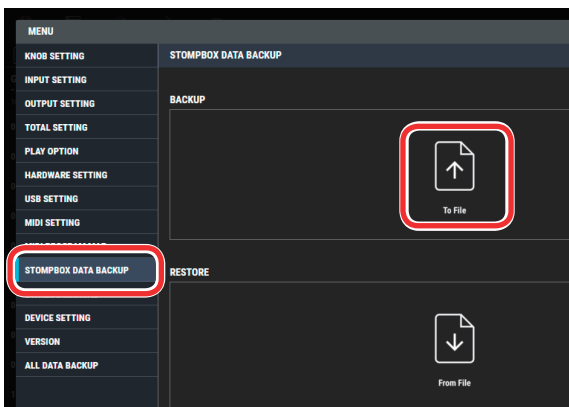 MENU
KNOB SETTING
STOMPBOX DATA BACKUP
INPUT SETTING
OUTPUT SETTING
BACKUP
TOTAL SETTING
PLAY OPTION
HARDWARE SETTING
USB SETTING
To File
MIDI SETTING
STOMPBOX DATA BACKUP
RESTORE
DEVICE SETTING
VERSION
ALL DATA BACKUP
From File